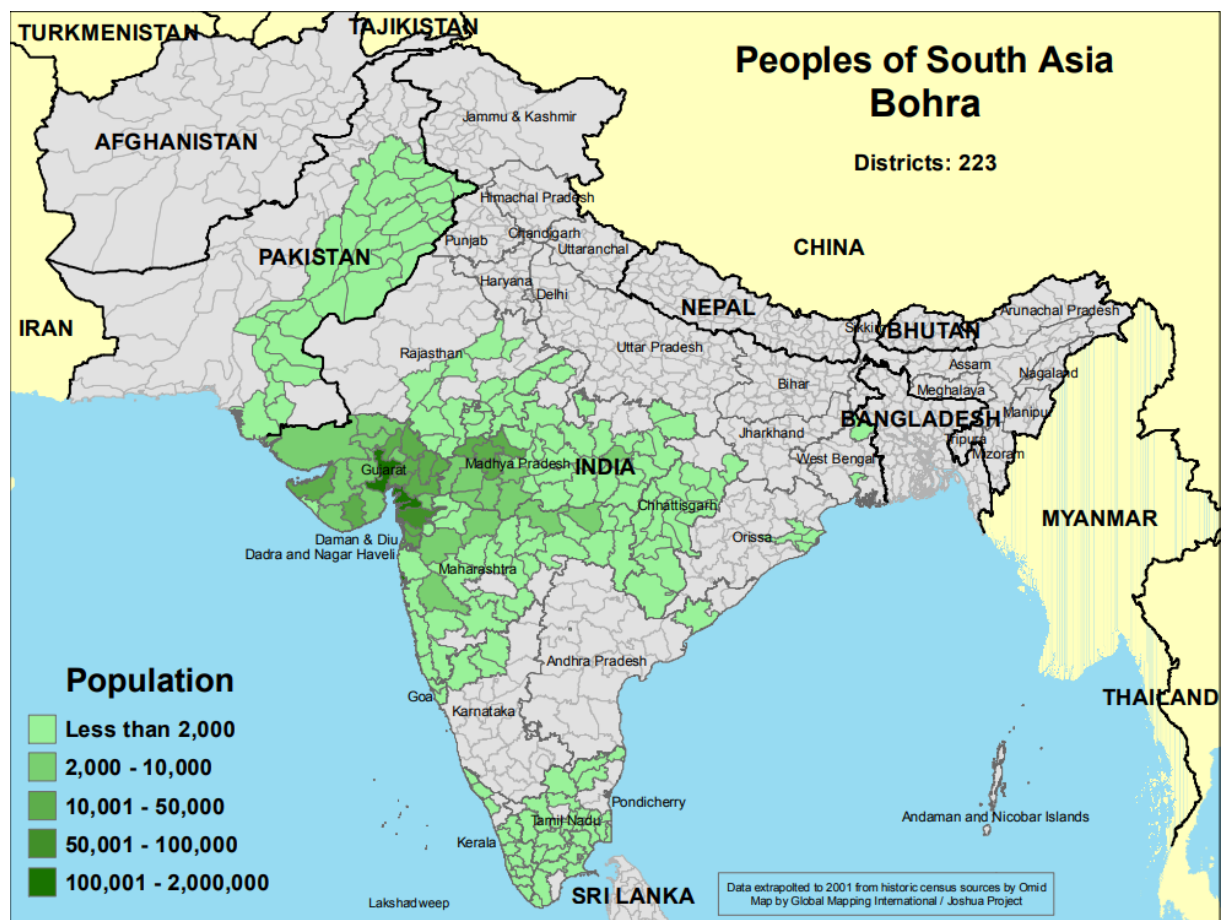 Peoples of South Asia
Bohra
Districts: 223
TURKMENISTAN
TAJIKISTAN
AFGHANISTAN
Jammu & Kashmir
Himachal Pradesh
Chandigarh
Punjab
Uttaranchal
PAKISTAN
CHINA
Haryana
Delhi
NEPAL
IRAN
Sikkim
BHUTAN
Arunachal Pradesh
Rajasthan
Uttar Pradesh
Assam
Nagaland
Bihar
Meghalaya
BANGLADESH
Manipu
Jharkhand
Tripura
Mizoram
West Bengal
Gujarat
Madhya Pradesh
INDIA
Chhattisgarh
MYANMAR
Daman & Diu
Dadra and Nagar Haveli
Orissa
Maharashtra
Andhra Pradesh
Goa
Karnataka
THAILAND
Pondicherry
Tamil Nadu
Kerala
Andaman and Nicobar Islands
SRI LANKA
Lakshadweep
Population
Less than 2,000
2,000 - 10,000
10,001 - 50,000
50,001 - 100,000
100,001 - 2,000,000
Data extrapolted to 2001 from historic census sources by Omid
Map by Global Mapping International / Joshua Project